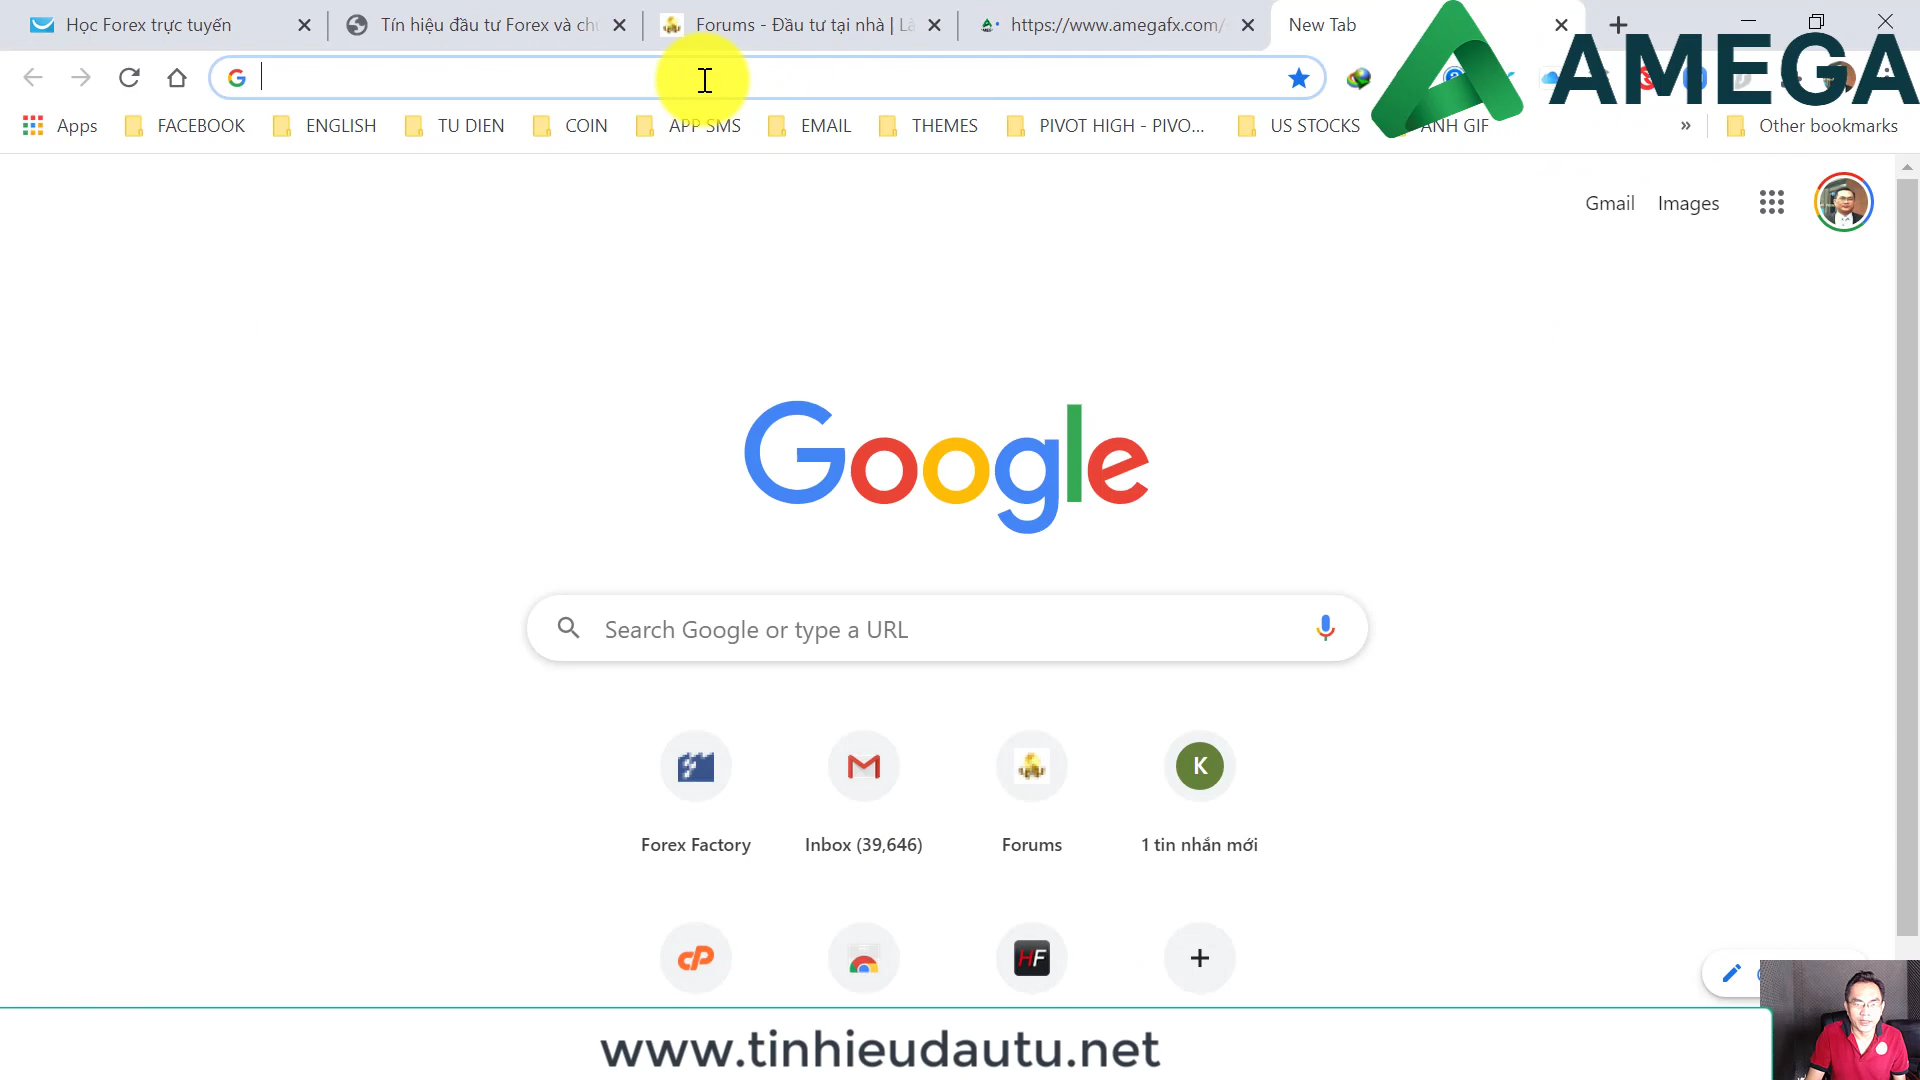 Học Forex trực tuyến
Tín hiệu đầu tư Forex và ch
Forums - Đầu tư tại nhà | Là
https://www.amegafx.com/
New Tab
AMEGA
Apps
FACEBOOK
ENGLISH
TU DIEN
COIN
APP SMS
EMAIL
THEMES
PIVOT HIGH - PIVO...
US STOCKS
ANH GIF
»
Other bookmarks
Gmail
Images
Google
Search Google or type a URL
K
Forex Factory
Inbox (39,646)
Forums
1 tin nhắn mới
cP
HF
www.tinhieudautu.net